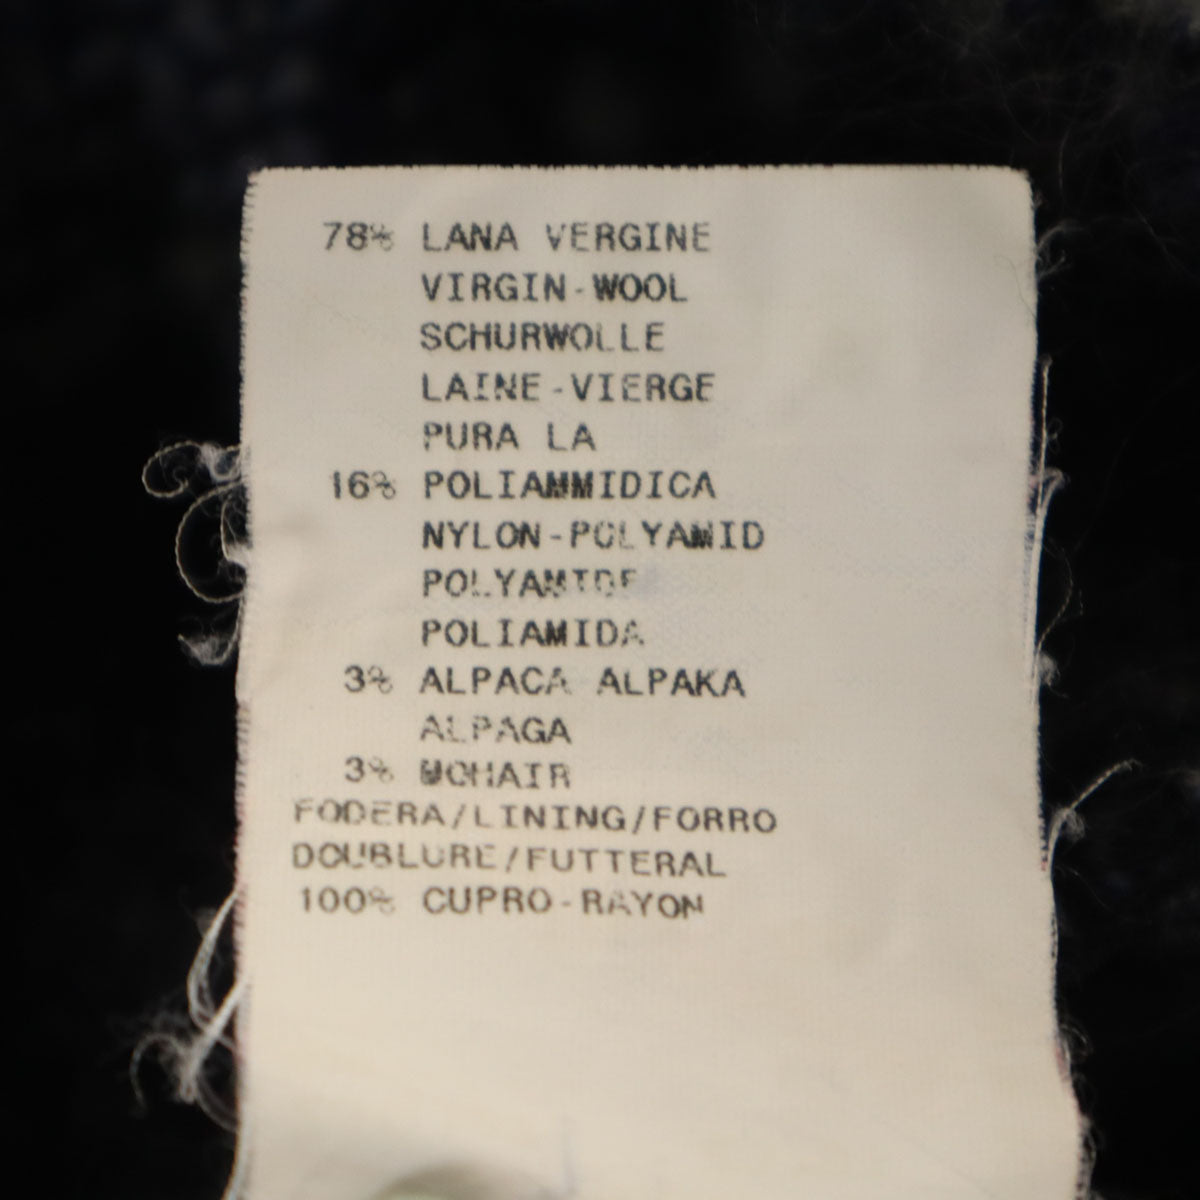 78% LANA VERGINE
VIRGIN-WOOL
SCHURWOLLE
LAINE-VIERGE
PURA LA
16% POLIAMMIDICA
NYLON-POLYAMID
POLYAMIDE
POLIAMIDA
3% ALPACA ALPAKA
ALPAGA
3% MOHAIR
FODERA/LINING/FORRO
DOUBLURE/FUTTERAL
100% CUPRO-RAYON